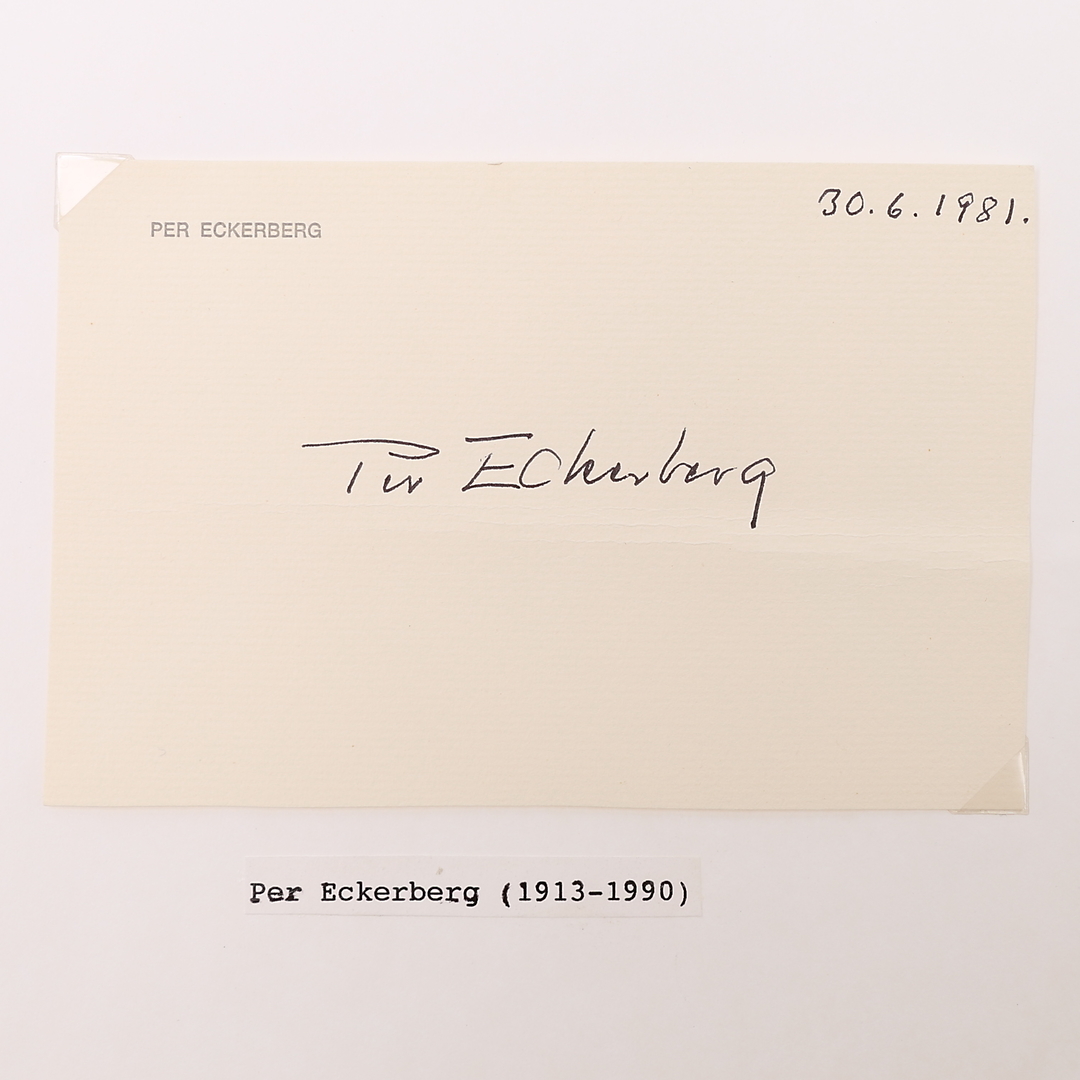 30.6.1981.
PER ECKERBERG
Per Eckerberg
Per Eckerberg (1913-1990)